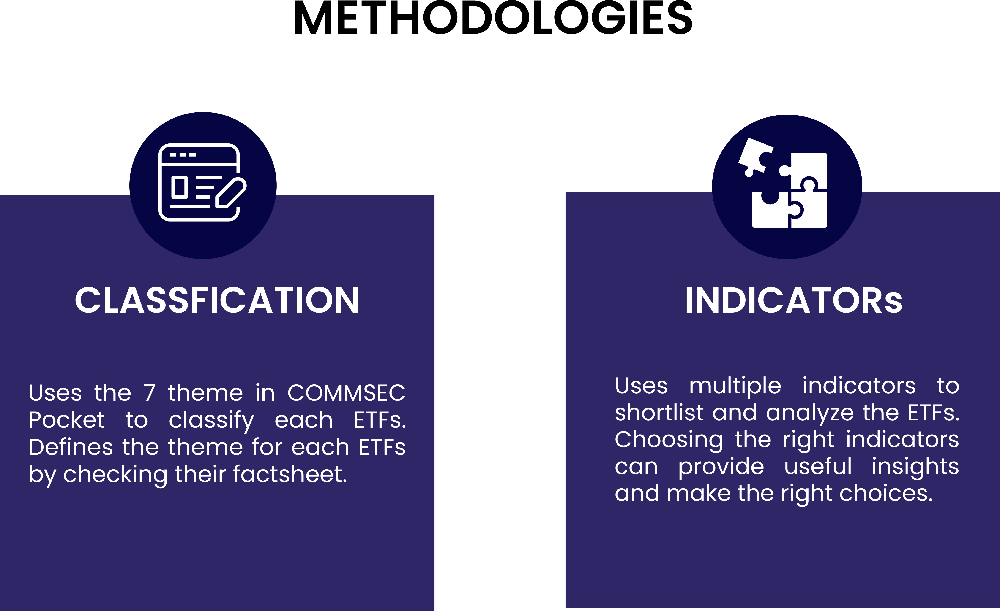 METHODOLOGIES
CLASSFICATION
Uses the 7 theme in COMMSEC
Pocket to classify each ETFs.
Defines the theme for each ETFs
by checking their factsheet.
INDICATORs
Uses multiple indicators to
shortlist and analyze the ETFs.
Choosing the right indicators
can provide useful insights
and make the right choices.